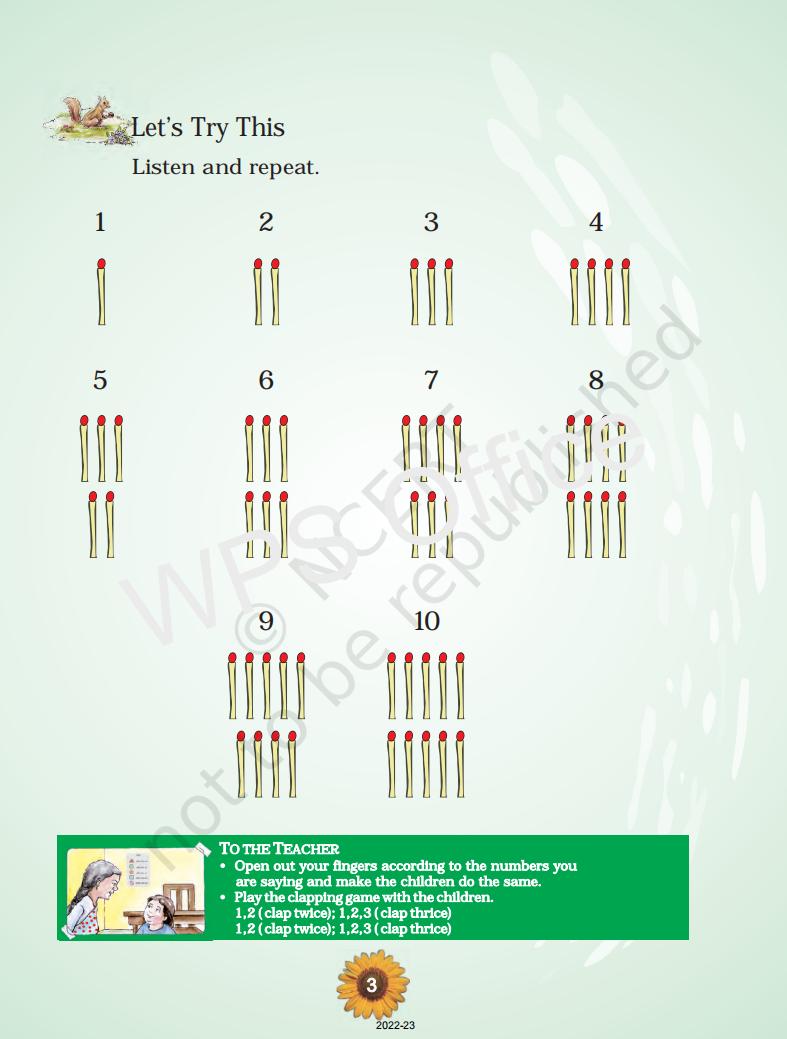 Let's Try This
Listen and repeat.
1 2 3 4
5 6 7 8
9 10
© NCERT
not to be republished
WPS Office
TO THE TEACHER
• Open out your fingers according to the numbers you
are saying and make the children do the same.
• Play the clapping game with the children.
1,2 (clap twice); 1,2,3 (clap thrice)
1,2 (clap twice); 1,2,3 (clap thrice)
3
2022-23